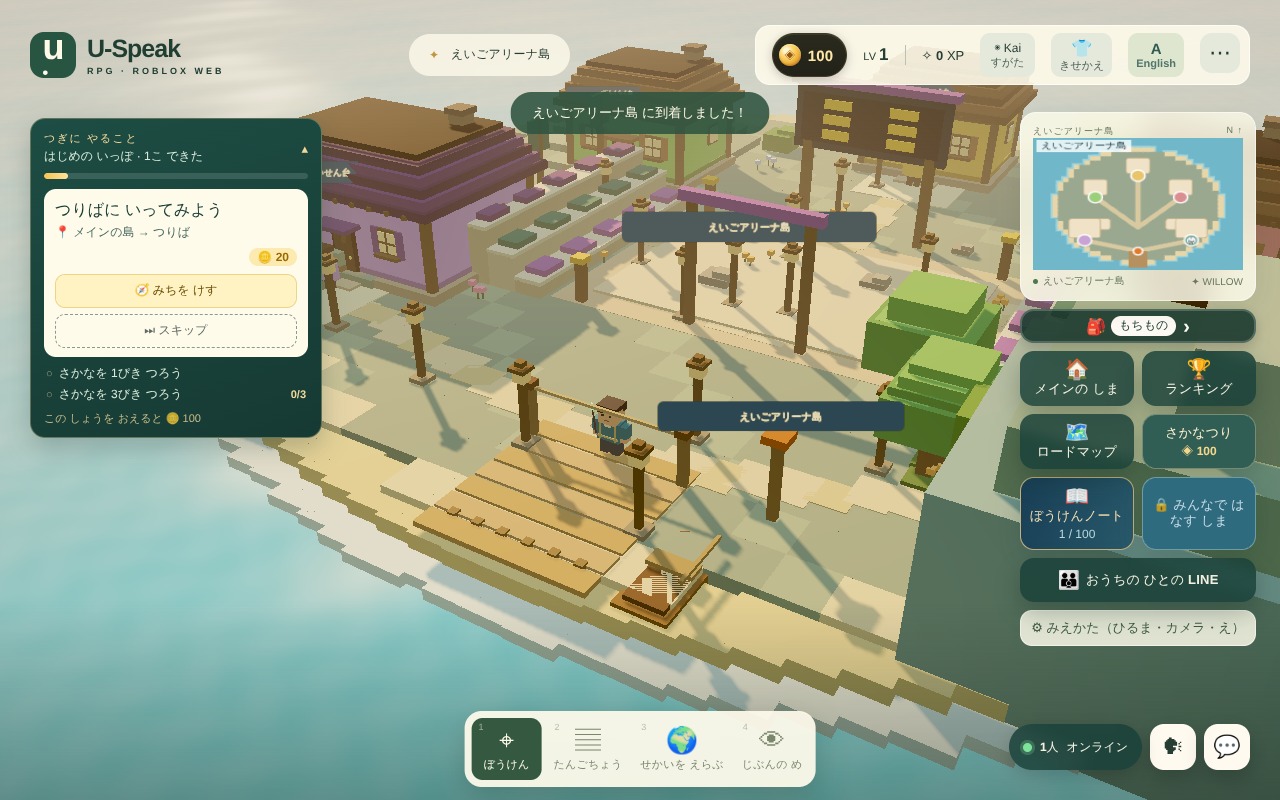 u U-Speak
RPG · ROBLOX WEB
✦ えいごアリーナ島
100
LV 1
✧ 0 XP
Kai
すがた
👕
きせかえ
A
English
⋯
えいごアリーナ島 に到着しました！
つぎに やること
はじめの いっぽ · 1こ できた
▲
つりばに いってみよう
📍 メインの島 → つりば
🪙 20
🧭 みちを けす
⏭ スキップ
○ さかなを 1ぴき つろう
○ さかなを 3びき つろう 0/3
この しょうを おえると 🪙 100
えいごアリーナ島
えいごアリーナ島
えいごアリーナ島 N ↑
えいごアリーナ島
● えいごアリーナ島 ✦ WILLOW
🎒 もちもの ›
🏠
メインの しま
🏆
ランキング
🗺️
ロードマップ
さかなつり
◈ 100
📖
ぼうけんノート
1 / 100
🔒 みんなで は
なす しま
👪 おうちの ひとの LINE
⚙ みえかた（ひるま・カメラ・え）
1 ぼうけん
2 たんごちょう
3 せかいを えらぶ
4 じぶんの め
1人 オンライン